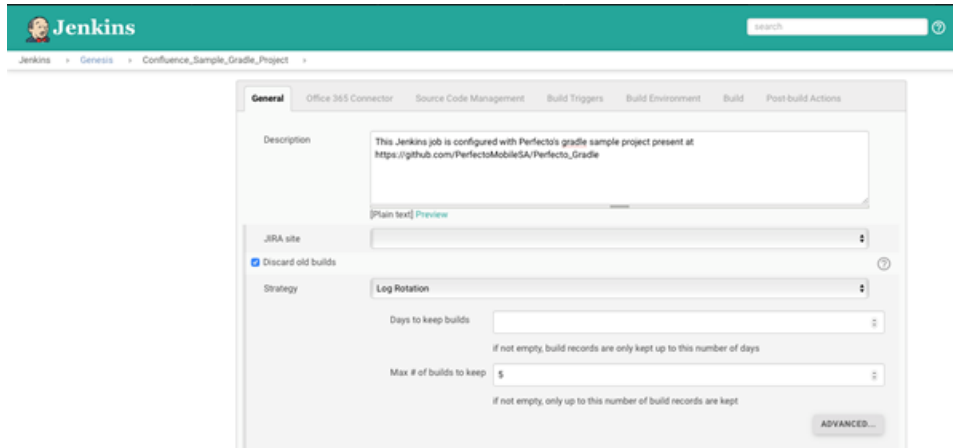 Jenkins
search
Jenkins › Genesis › Confluence_Sample_Gradle_Project ›
General Office 365 Connector Source Code Management Build Triggers Build Environment Build Post-build Actions
Description
This Jenkins job is configured with Perfecto's gradle sample project present at
https://github.com/PerfectoMobileSA/Perfecto_Gradle
[Plain text] Preview
JIRA site
Discard old builds
Strategy
Log Rotation
Days to keep builds
if not empty, build records are only kept up to this number of days
Max # of builds to keep 5
if not empty, only up to this number of build records are kept
ADVANCED...